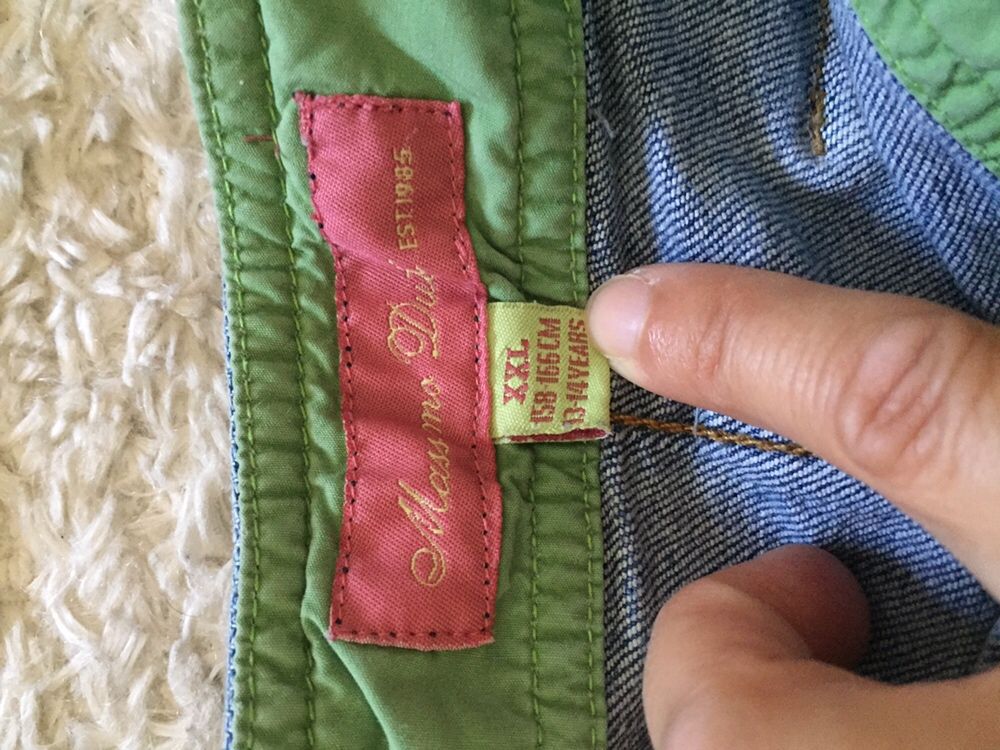 Massimo Dutti
EST.1985
XXL
158-166CM
13-14YEARS